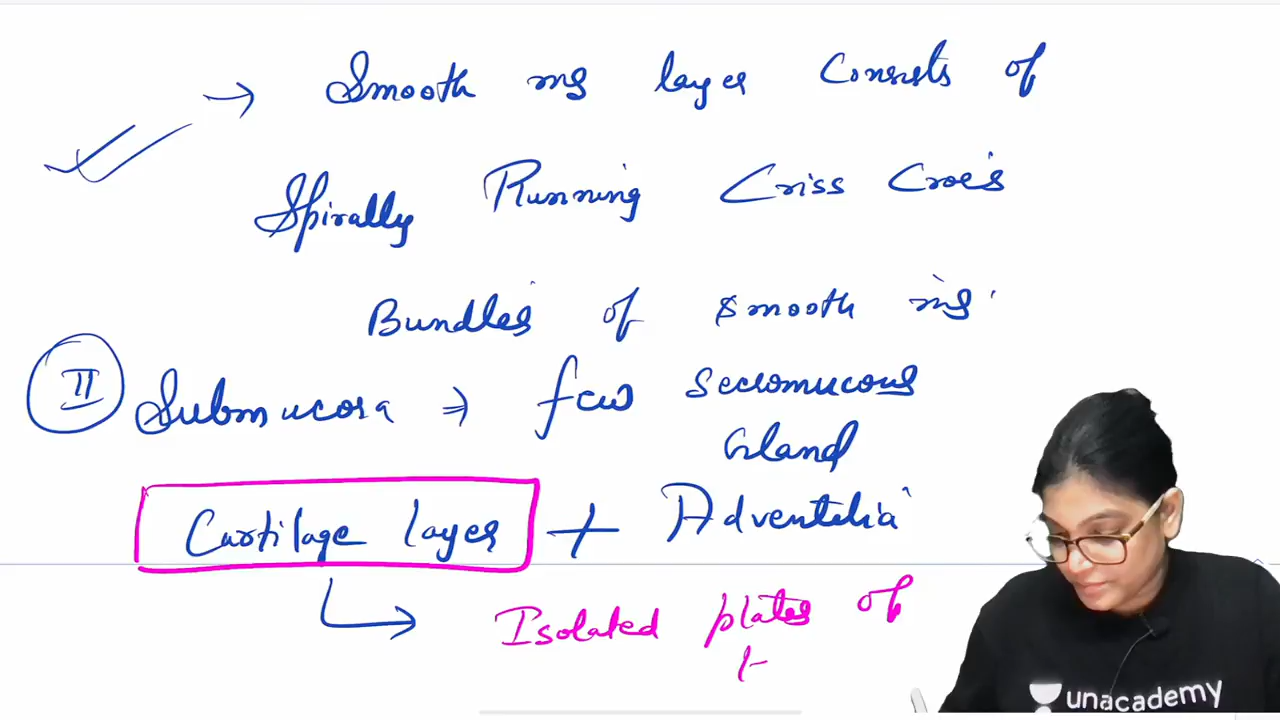 → Smooth ms layer Consists of
Spirally Running Criss Cross
Bundles of smooth ms
II Submucosa ⇒ few Seromucous
Gland
Cartilage layer + Adventitia
Isolated plates of
unacademy